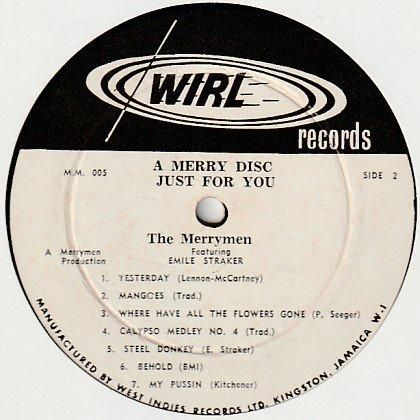 WIRL
records
A MERRY DISC
JUST FOR YOU
M.M. 005
SIDE 2
The Merrymen
Featuring
EMILE STRAKER
A Merrymen
Production
1. YESTERDAY (Lennon-McCartney)
2. MANGOES (Trad.)
3. WHERE HAVE ALL THE FLOWERS GONE (P. Seeger)
4. CALYPSO MEDLEY NO. 4 (Trad.)
5. STEEL DONKEY (E. Straker)
6. BEHOLD (BMI)
7. MY PUSSIN (Kitchener)
MANUFACTURED BY WEST INDIES RECORDS LTD. KINGSTON, JAMAICA W.I